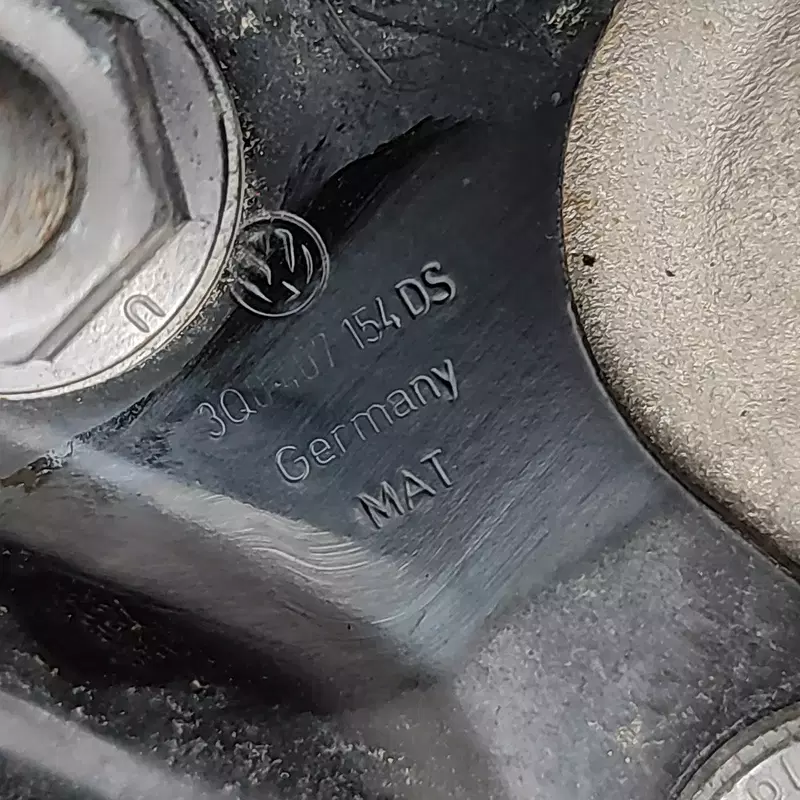 154 DS
Germany
MAT
U